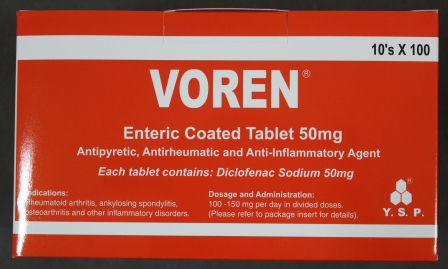 10's X 100
VOREN®
Enteric Coated Tablet 50mg
Antipyretic, Antirheumatic and Anti-Inflammatory Agent
Each tablet contains: Diclofenac Sodium 50mg
Indications:
Rheumatoid arthritis, ankylosing spondylitis,
osteoarthritis and other inflammatory disorders.
Dosage and Administration:
100 -150 mg per day in divided doses.
(Please refer to package insert for details).
Y. S. P.